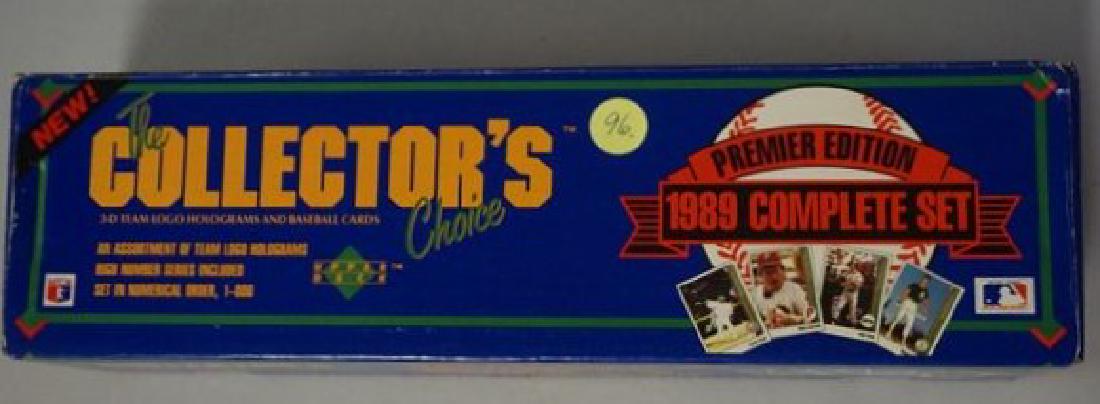 NEW!
The
COLLECTOR'S™
Choice
3-D TEAM LOGO HOLOGRAMS AND BASEBALL CARDS
AN ASSORTMENT OF TEAM LOGO HOLOGRAMS
HIGH NUMBER SERIES INCLUDED
SET IN NUMERICAL ORDER, 1-800
96.
PREMIER EDITION
1989 COMPLETE SET